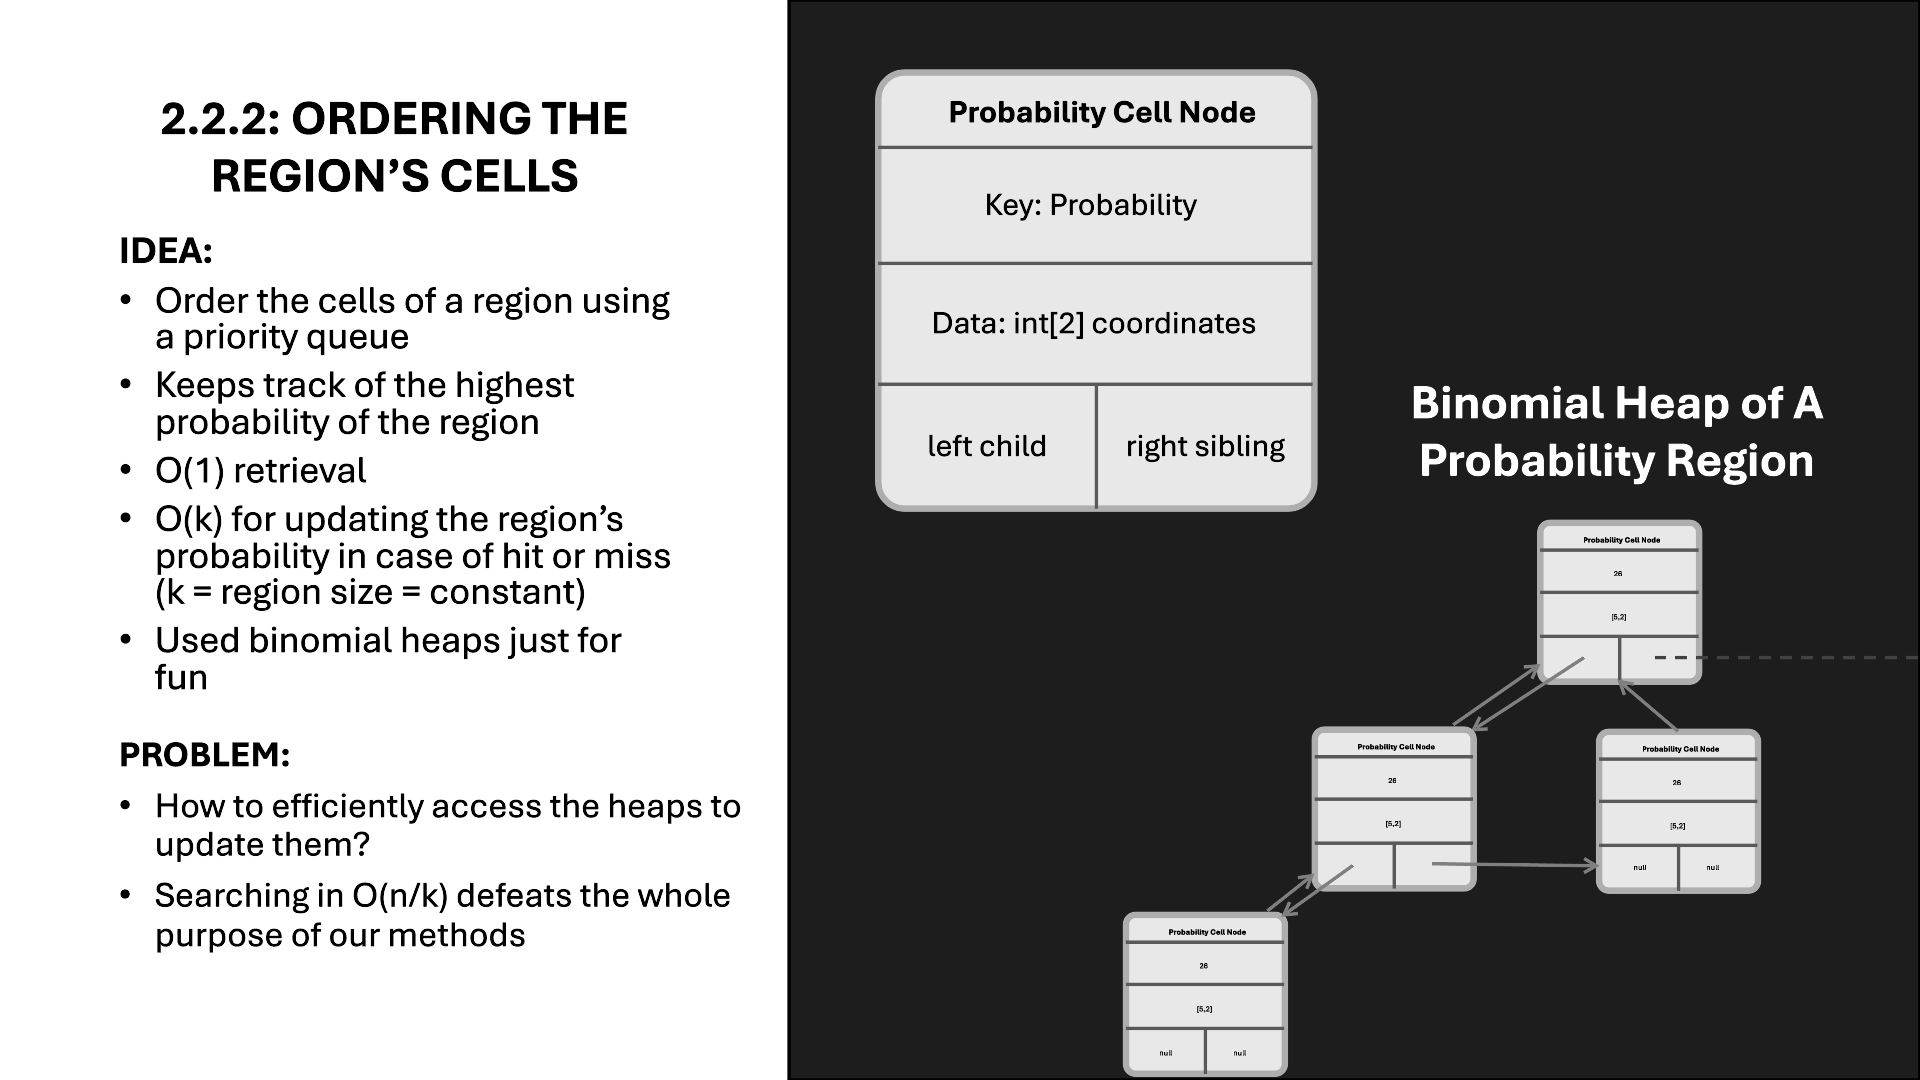 2.2.2: ORDERING THE
REGION’S CELLS
IDEA:
• Order the cells of a region using
a priority queue
• Keeps track of the highest
probability of the region
• O(1) retrieval
• O(k) for updating the region’s
probability in case of hit or miss
(k = region size = constant)
• Used binomial heaps just for
fun
PROBLEM:
• How to efficiently access the heaps to
update them?
• Searching in O(n/k) defeats the whole
purpose of our methods
Probability Cell Node
Key: Probability
Data: int[2] coordinates
left child
right sibling
Binomial Heap of A
Probability Region
Probability Cell Node
26
[5,2]
Probability Cell Node
26
[5,2]
Probability Cell Node
26
[5,2]
null
null
Probability Cell Node
26
[5,2]
null
null